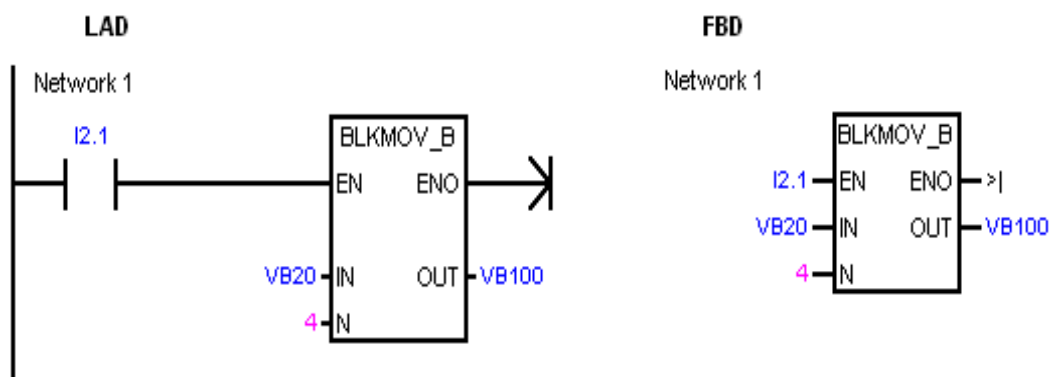 LAD
Network 1
I2.1
BLKMOV_B
EN ENO
VB20 IN OUT VB100
4 N
FBD
Network 1
BLKMOV_B
I2.1 EN ENO >|
VB20 IN OUT VB100
4 N